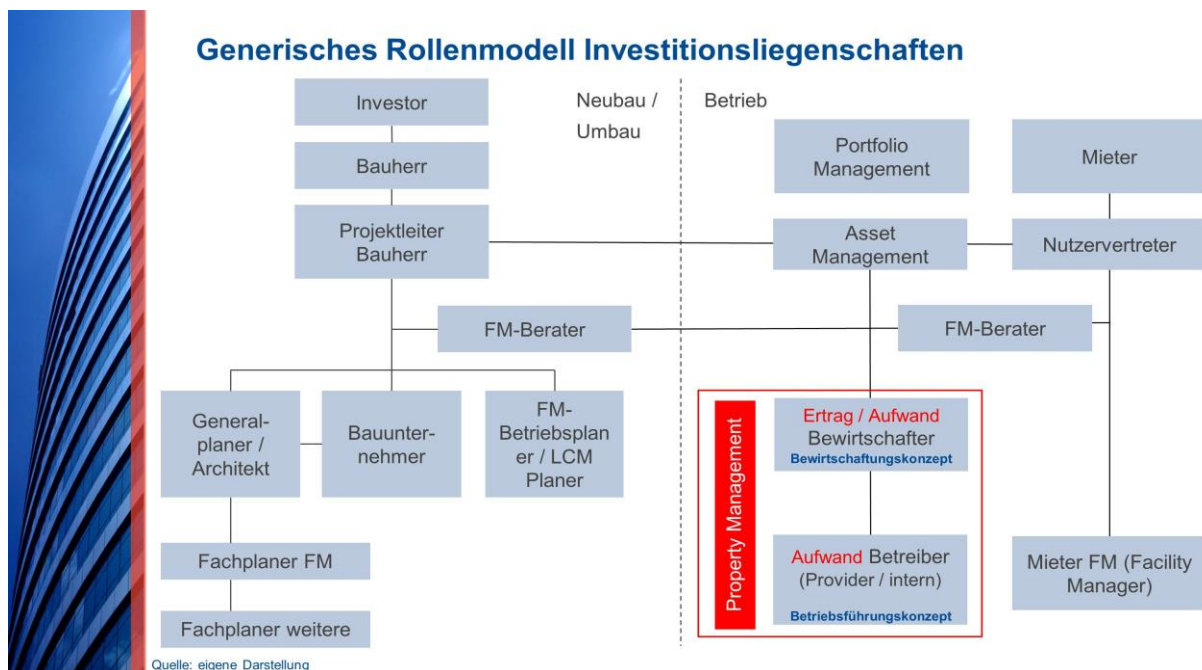 Generisches Rollenmodell Investitionsliegenschaften
Investor
Neubau /
Umbau
Betrieb
Portfolio
Management
Mieter
Bauherr
Projektleiter
Bauherr
Asset
Management
Nutzervertreter
FM-Berater
FM-Berater
General-
planer /
Architekt
Bauunter-
nehmer
FM-
Betriebsplan
er / LCM
Planer
Property Management
Ertrag / Aufwand
Bewirtschafter
Bewirtschaftungskonzept
Fachplaner FM
Aufwand Betreiber
(Provider / intern)
Betriebsführungskonzept
Mieter FM (Facility
Manager)
Fachplaner weitere
Quelle: eigene Darstellung